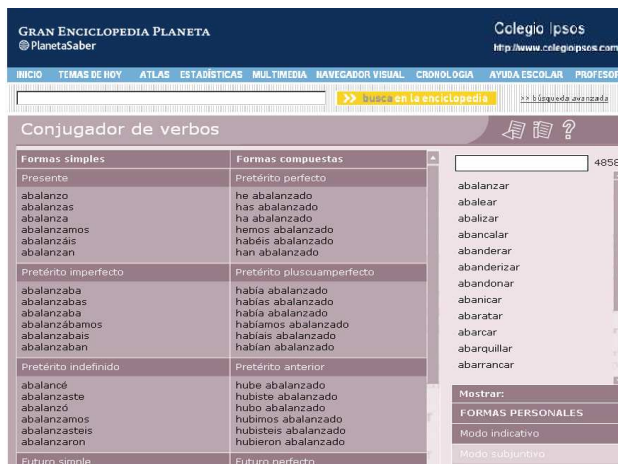 GRAN ENCICLOPEDIA PLANETA
PlanetaSaber
Colegio Ipsos
http://www.colegioipsos.com
INICIO TEMAS DE HOY ATLAS ESTADÍSTICAS MULTIMEDIA NAVEGADOR VISUAL CRONOLOGIA AYUDA ESCOLAR PROFESOR
>> busca en la enciclopedia >> búsqueda avanzada
Conjugador de verbos
Formas simples
Presente
abalanzo
abalanzas
abalanza
abalanzamos
abalanzáis
abalanzan
Pretérito imperfecto
abalanzaba
abalanzabas
abalanzaba
abalanzábamos
abalanzabais
abalanzaban
Pretérito indefinido
abalancé
abalanzaste
abalanzó
abalanzamos
abalanzasteis
abalanzaron
Futuro simple
Formas compuestas
Pretérito perfecto
he abalanzado
has abalanzado
ha abalanzado
hemos abalanzado
habéis abalanzado
han abalanzado
Pretérito pluscuamperfecto
había abalanzado
habías abalanzado
había abalanzado
habíamos abalanzado
habíais abalanzado
habían abalanzado
Pretérito anterior
hube abalanzado
hubiste abalanzado
hubo abalanzado
hubimos abalanzado
hubisteis abalanzado
hubieron abalanzado
Futuro perfecto
4858
abalanzar
abalear
abalizar
abancalar
abanderar
abanderizar
abandonar
abanicar
abaratar
abarcar
abarquillar
abarrancar
Mostrar:
FORMAS PERSONALES
Modo indicativo
Modo subjuntivo